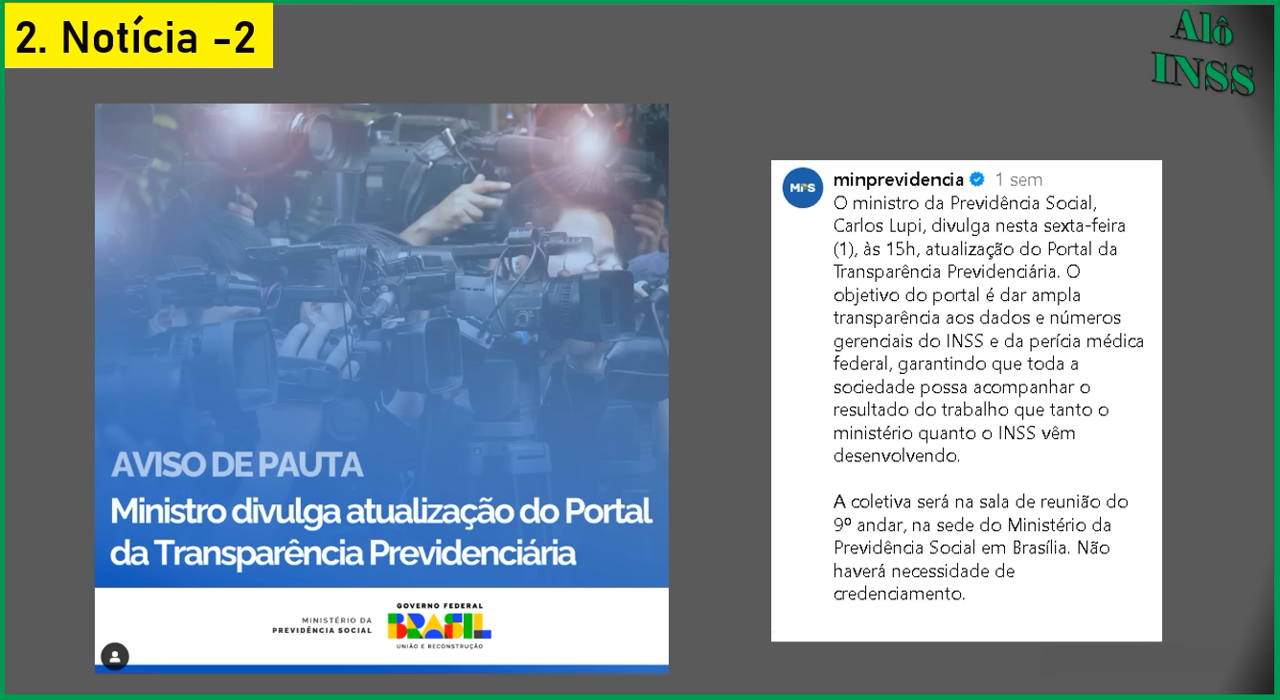 2. Notícia -2
Alô
INSS
AVISO DE PAUTA
Ministro divulga atualização do Portal
da Transparência Previdenciária
MINISTÉRIO DA
PREVIDÊNCIA SOCIAL
GOVERNO FEDERAL
BRASIL
UNIÃO E RECONSTRUÇÃO
MPS
minprevidencia 1 sem
O ministro da Previdência Social,
Carlos Lupi, divulga nesta sexta-feira
(1), às 15h, atualização do Portal da
Transparência Previdenciária. O
objetivo do portal é dar ampla
transparência aos dados e números
gerenciais do INSS e da perícia médica
federal, garantindo que toda a
sociedade possa acompanhar o
resultado do trabalho que tanto o
ministério quanto o INSS vêm
desenvolvendo.
A coletiva será na sala de reunião do
9º andar, na sede do Ministério da
Previdência Social em Brasília. Não
haverá necessidade de
credenciamento.